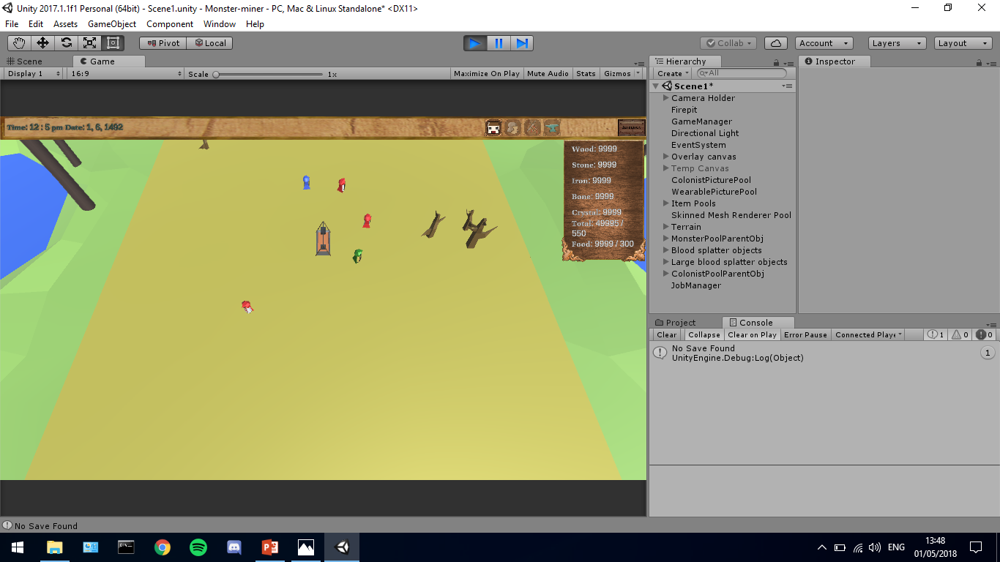 Unity 2017.1.1f1 Personal (64bit) - Scene1.unity - Monster-miner - PC, Mac & Linux Standalone* <DX11>
File Edit Assets GameObject Component Window Help
Pivot Local Collab Account Layers Layout
Scene Game
Display 1 16:9 Scale 1x Maximize On Play Mute Audio Stats Gizmos
Time: 12 : 5 pm Date: 1, 6, 1492
Wood: 9999
Stone: 9999
Iron: 9999
Bone: 9999
Crystal: 9999
Total: 49995 /
550
Food: 9999 / 300
Hierarchy
Create All
Scene1*
Camera Holder
Firepit
GameManager
Directional Light
EventSystem
Overlay canvas
Temp Canvas
ColonistPicturePool
WearablePicturePool
Item Pools
Skinned Mesh Renderer Pool
Terrain
MonsterPoolParentObj
Blood splatter objects
Large blood splatter objects
ColonistPoolParentObj
JobManager
Inspector
Project Console
Clear Collapse Clear on Play Error Pause Connected Playe 1 0 0
No Save Found
UnityEngine.Debug:Log(Object)
1
No Save Found
ENG
13:48
01/05/2018